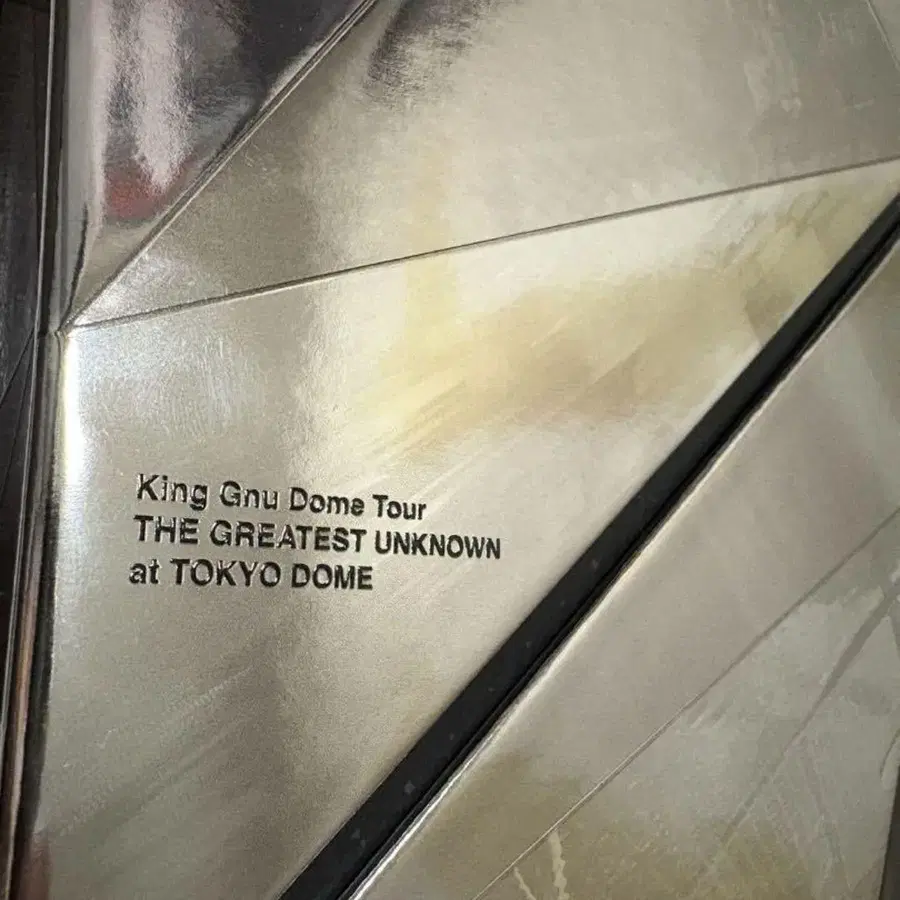 King Gnu Dome Tour
THE GREATEST UNKNOWN
at TOKYO DOME